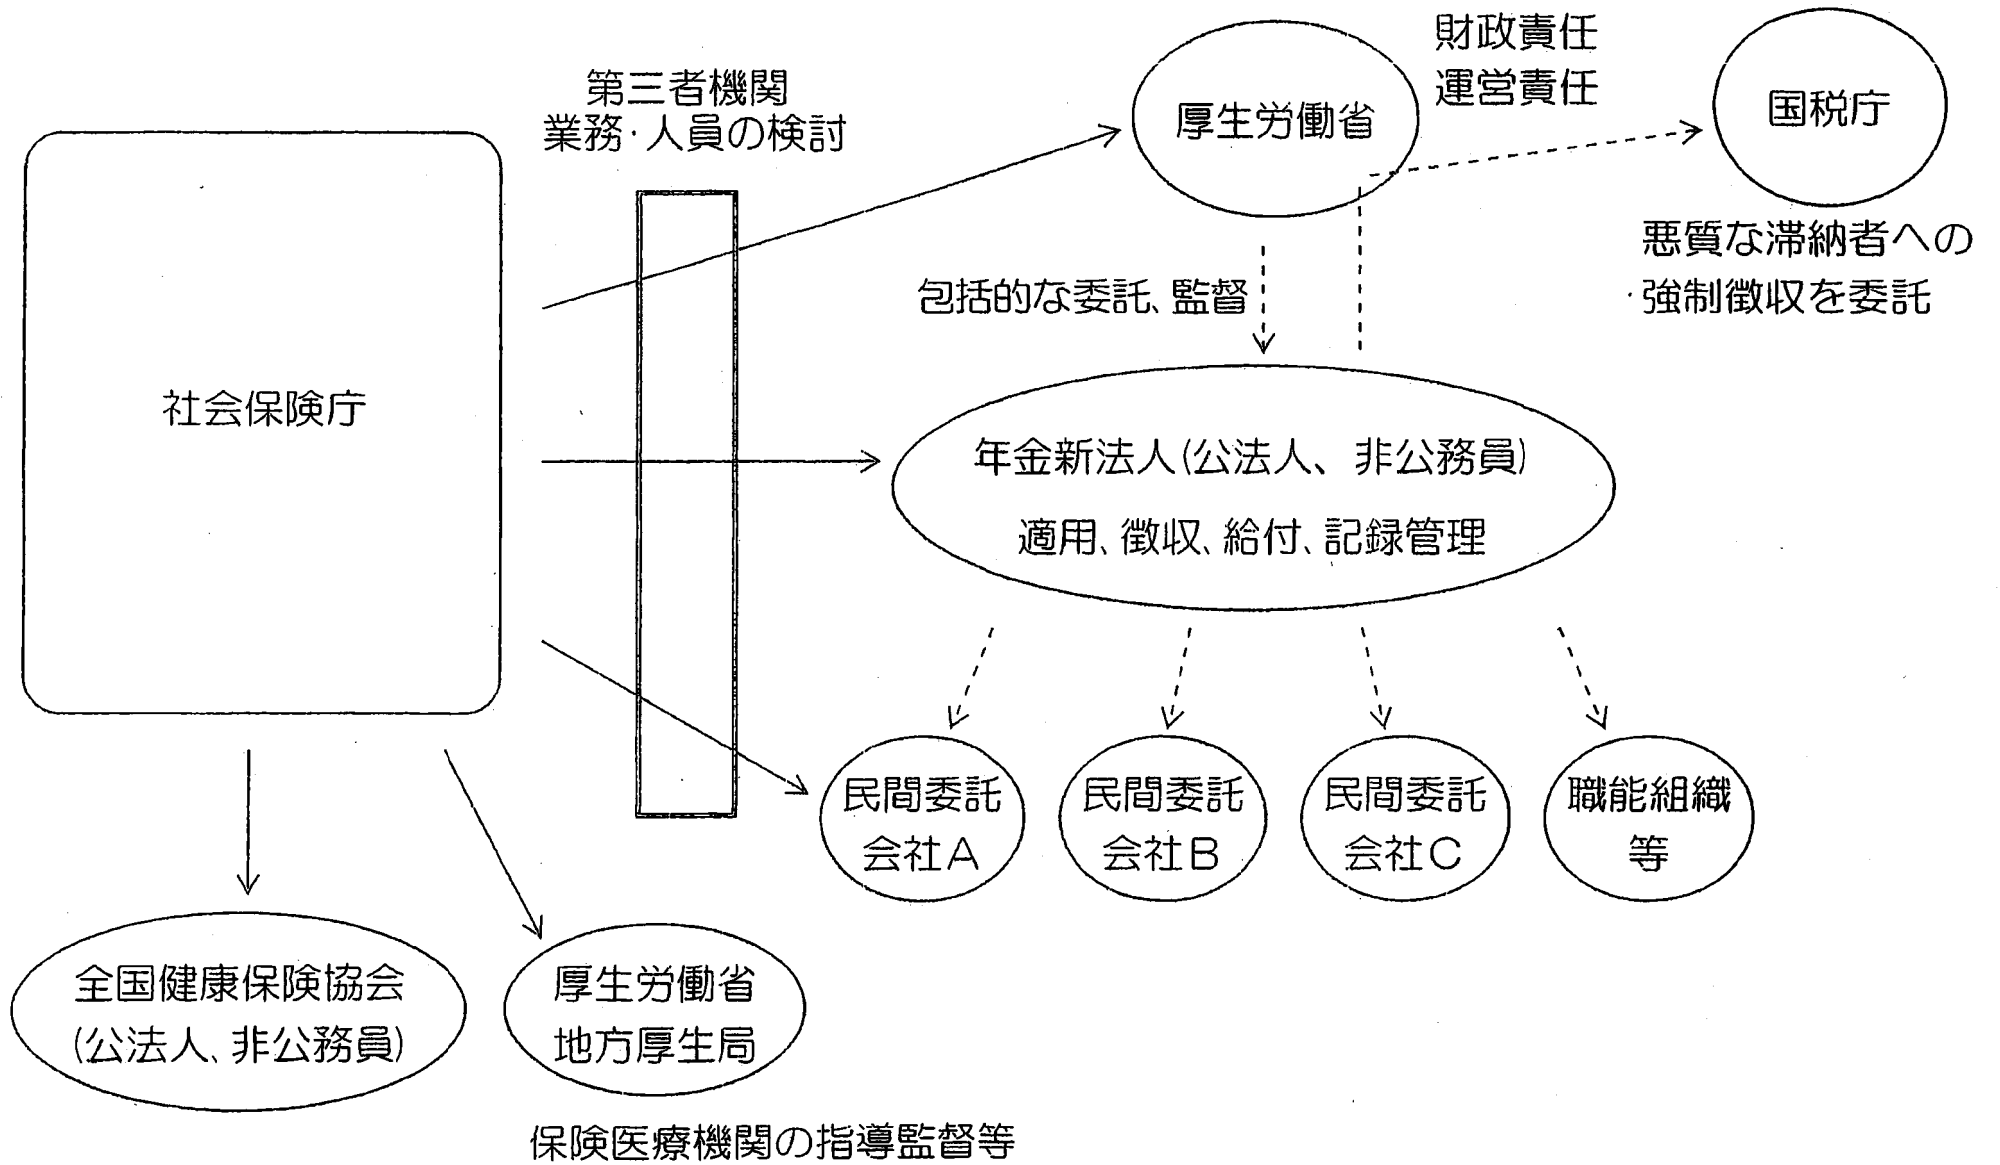 財政責任
運営責任
第三者機関
業務・人員の検討
厚生労働省
国税庁
悪質な滞納者への
強制徴収を委託
包括的な委託、監督
社会保険庁
年金新法人(公法人、非公務員)
適用、徴収、給付、記録管理
民間委託
会社A
民間委託
会社B
民間委託
会社C
職能組織
等
全国健康保険協会
(公法人、非公務員)
厚生労働省
地方厚生局
保険医療機関の指導監督等